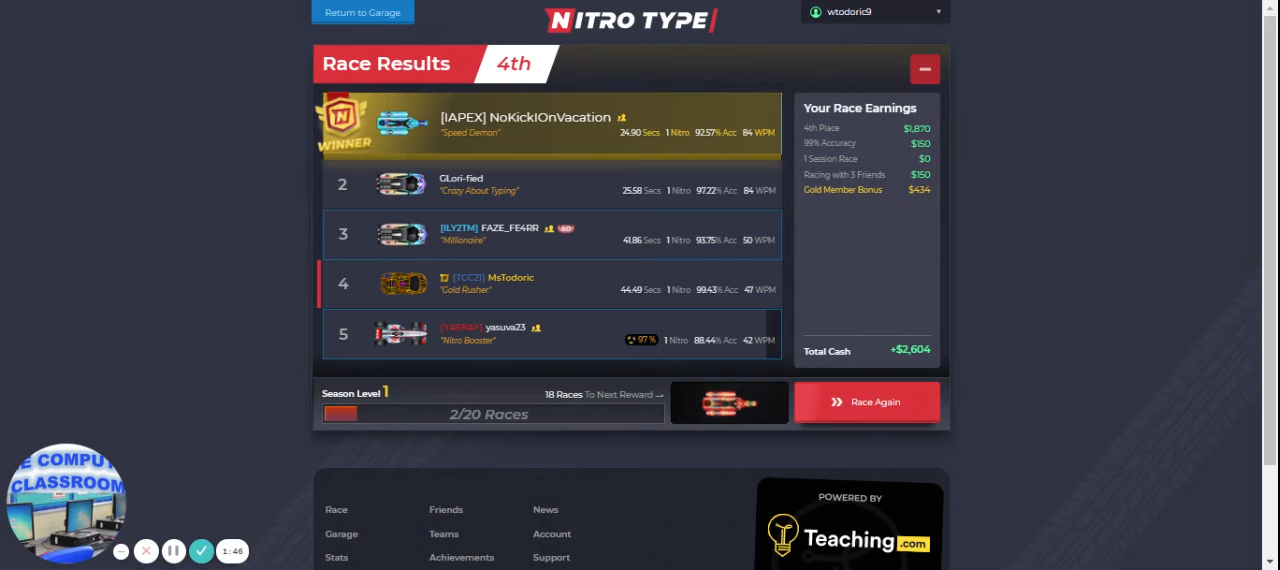 Return to Garage
NITRO TYPE
wtodoric9
Race Results
4th
WINNER
[IAPEX] NoKickIOnVacation
"Speed Demon"
24.90 Secs 1 Nitro 92.57% Acc 84 WPM
2
GLori-fied
"Crazy About Typing"
25.58 Secs 1 Nitro 97.22% Acc 84 WPM
3
[ILY2TM] FAZE_FE4RR
60
"Millionaire"
41.86 Secs 1 Nitro 93.75% Acc 50 WPM
4
[TCC21] MsTodoric
"Gold Rusher"
44.49 Secs 1 Nitro 99.43% Acc 47 WPM
5
[YASRAY] yasuva23
"Nitro Booster"
97% 1 Nitro 88.44% Acc 42 WPM
Your Race Earnings
4th Place $1,870
99% Accuracy $150
1 Session Race $0
Racing with 3 Friends $150
Gold Member Bonus $434
Total Cash +$2,604
Season Level 1
18 Races To Next Reward
2/20 Races
Race Again
Race
Friends
News
Garage
Teams
Account
Stats
Achievements
Support
POWERED BY
Teaching.com
E COMPUT
CLASSROOM
1:46